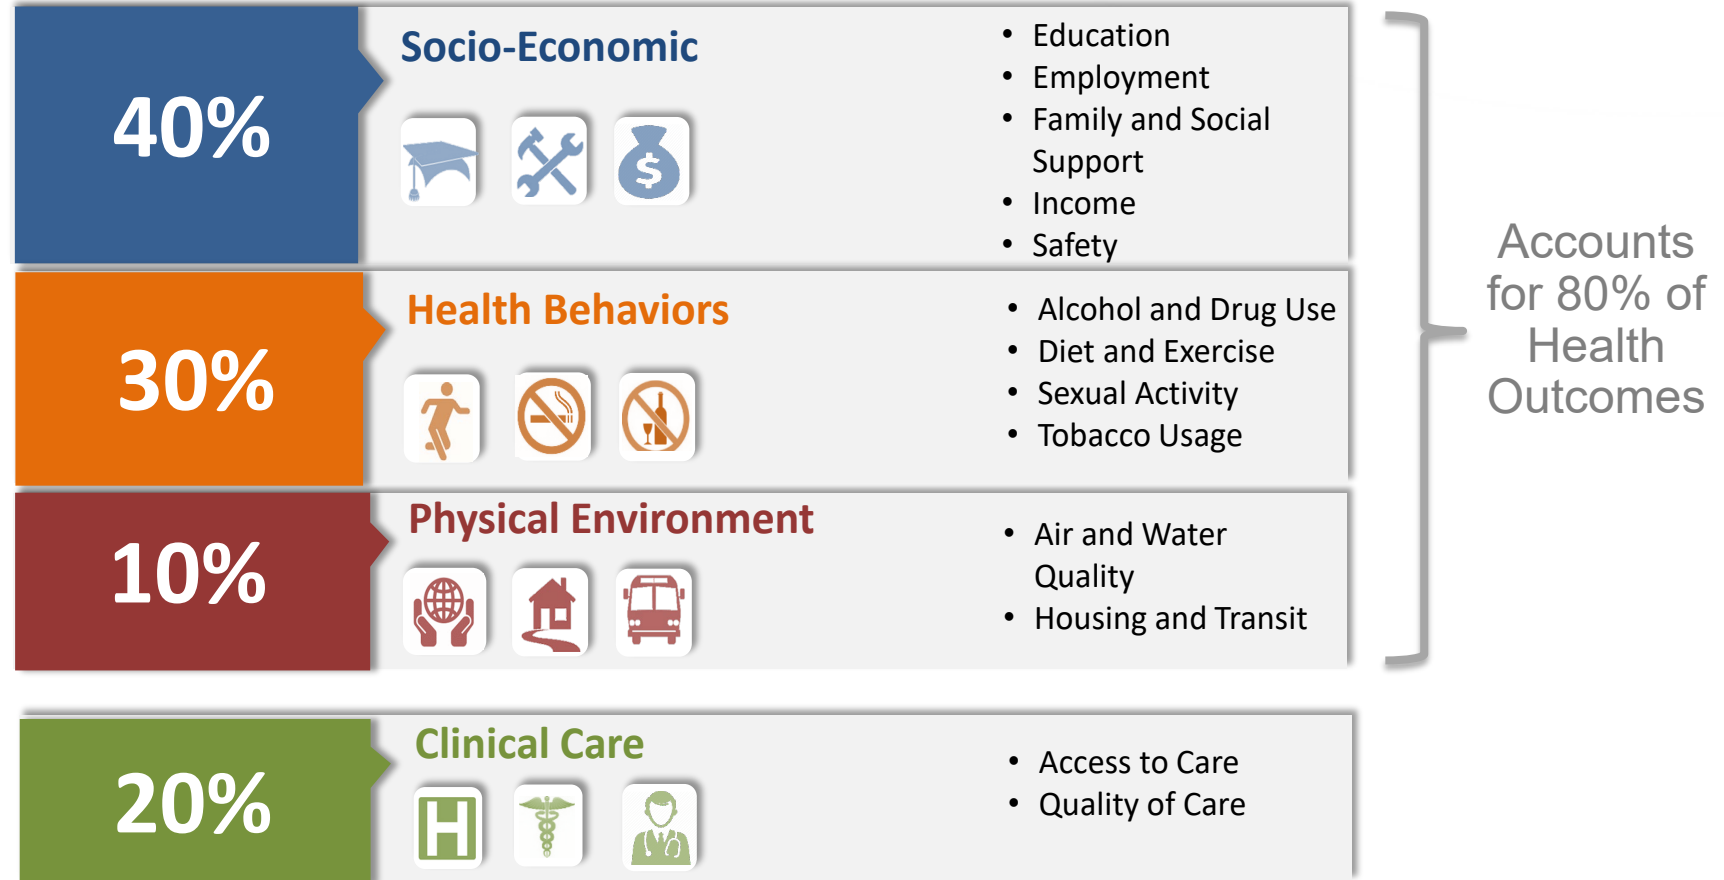 40%
Socio-Economic
• Education
• Employment
• Family and Social
Support
• Income
• Safety
30%
Health Behaviors
• Alcohol and Drug Use
• Diet and Exercise
• Sexual Activity
• Tobacco Usage
10%
Physical Environment
• Air and Water
Quality
• Housing and Transit
Accounts
for 80% of
Health
Outcomes
20%
Clinical Care
H
• Access to Care
• Quality of Care